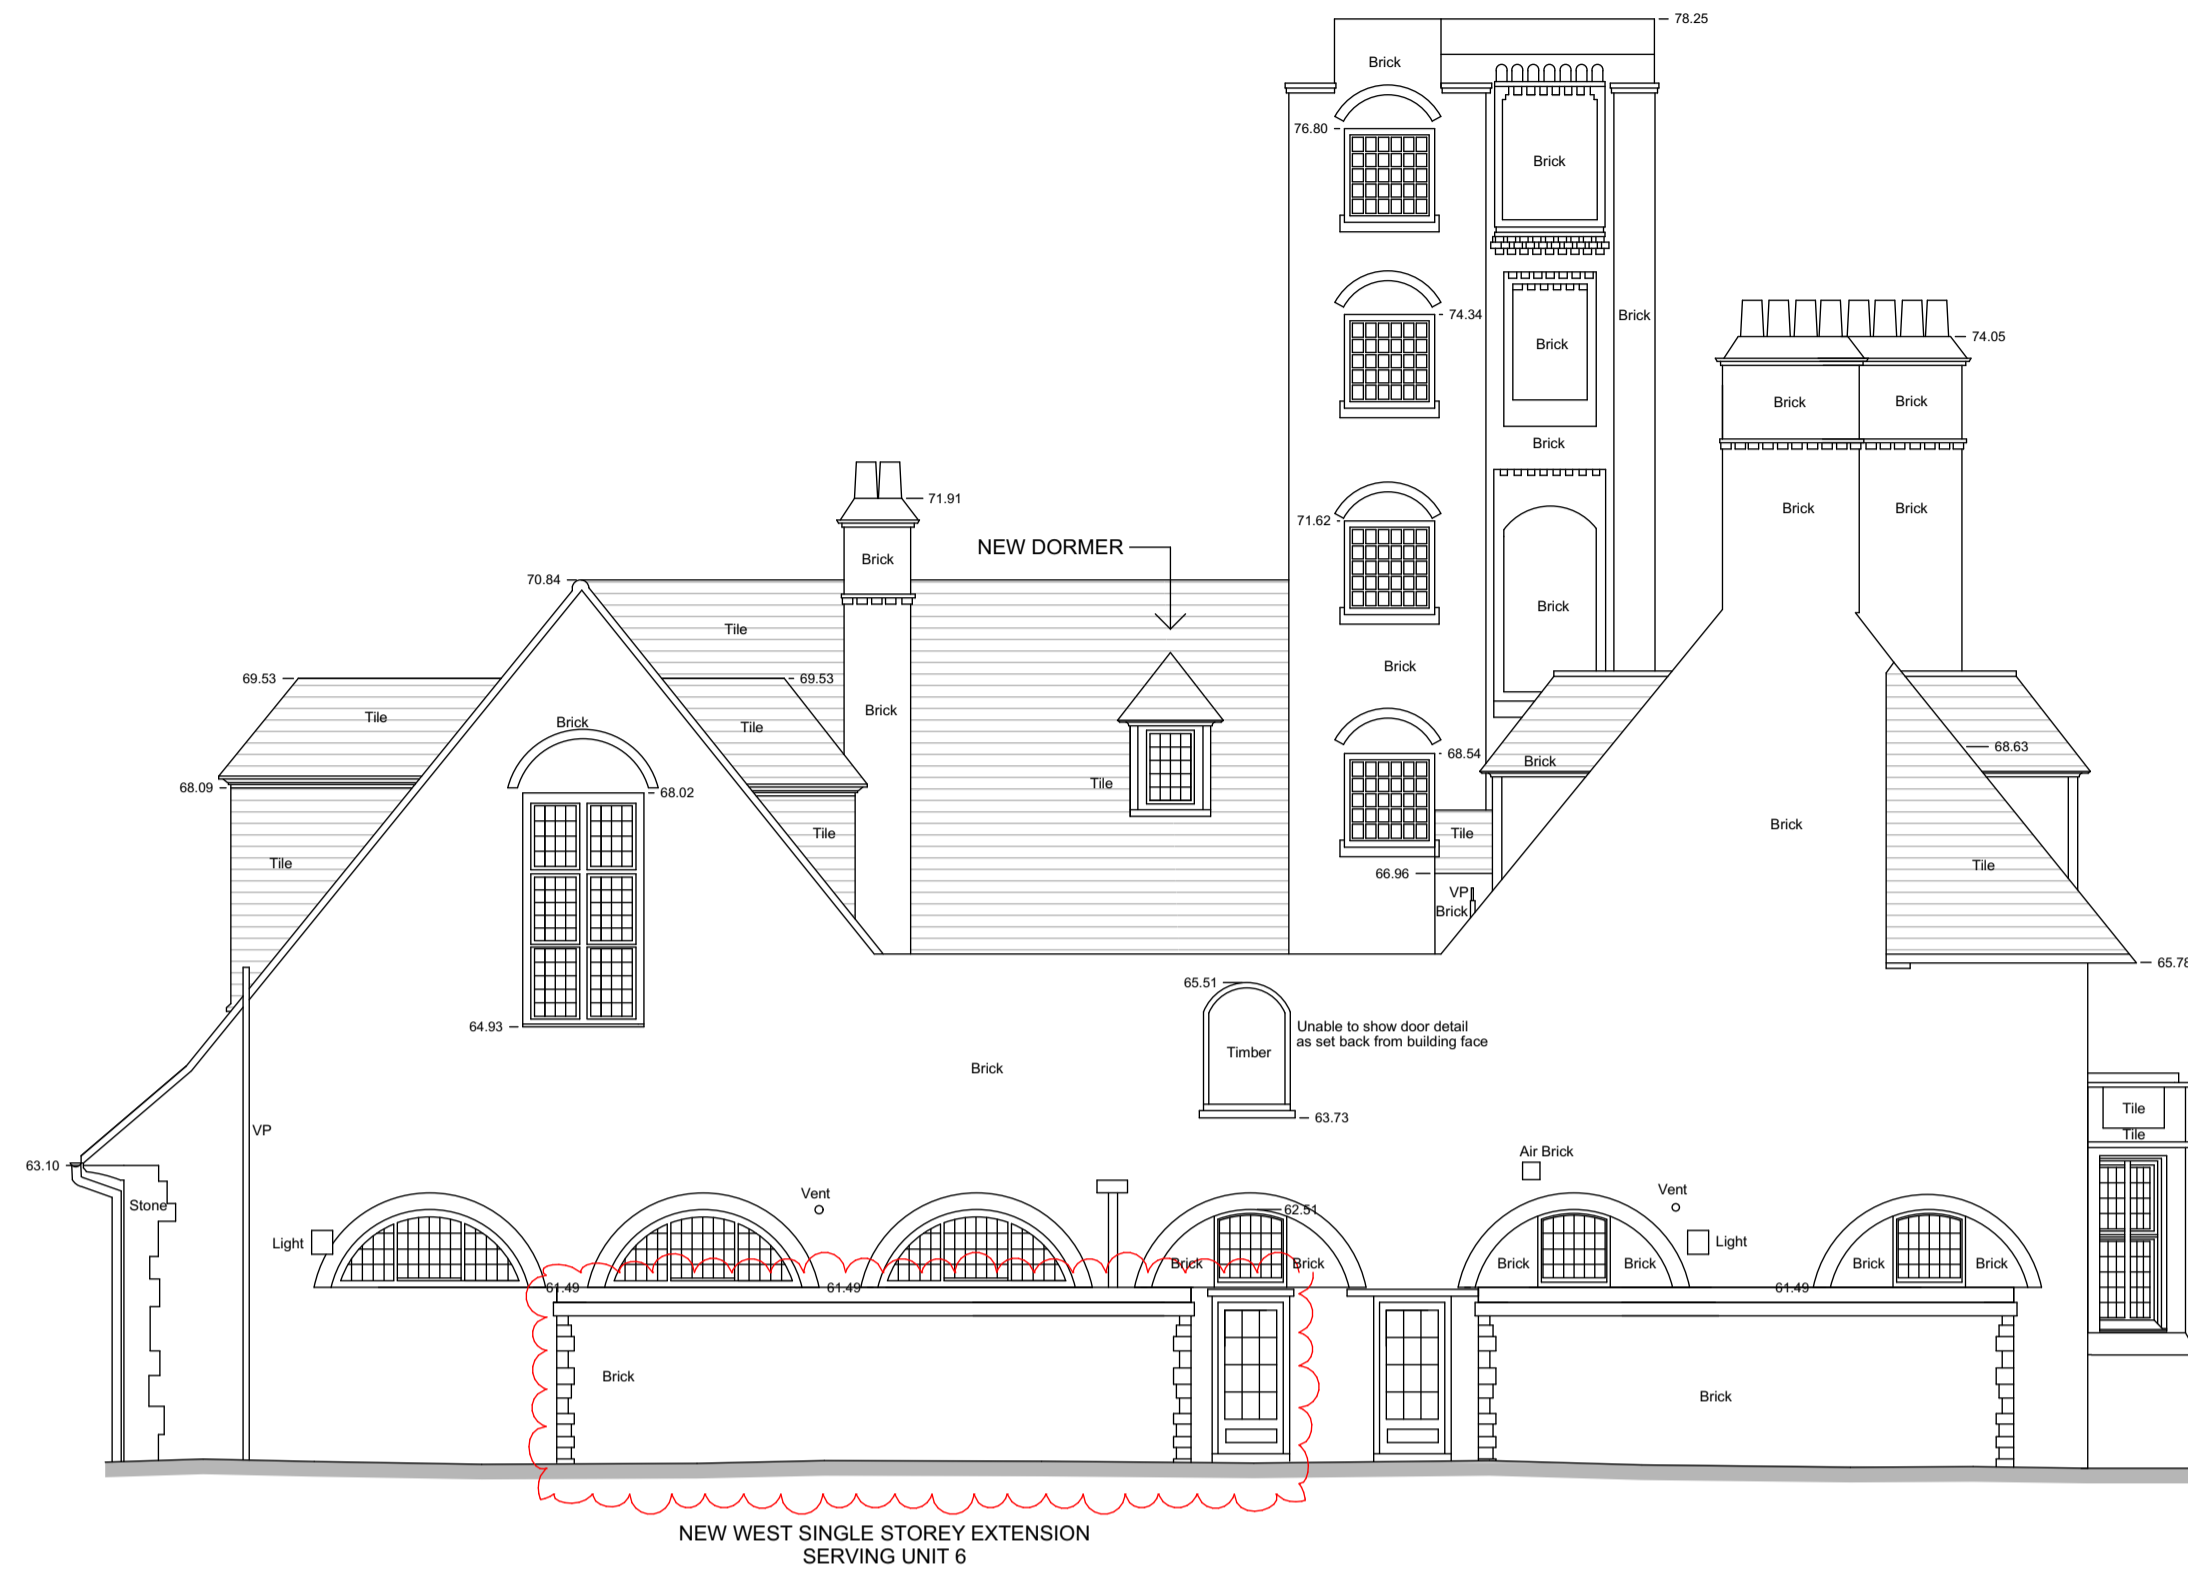 78.25
Brick
76.80
Brick
74.34
Brick
Brick
74.05
Brick
Brick
Brick
71.91
Brick
Brick
71.62
NEW DORMER
Brick
70.84
Brick
Tile
Brick
69.53
69.53
Tile
Brick
Brick
Tile
68.63
68.54
Brick
Tile
68.09
68.02
Brick
Tile
Tile
Tile
66.96
Tile
VP
Brick
65.78
65.51
64.93
Unable to show door detail
as set back from building face
Timber
Brick
Tile
63.73
VP
Tile
Air Brick
63.10
Stone
Vent
Vent
62.51
Light
Light
Brick
Brick
Brick
Brick
Brick
Brick
61.49
61.49
61.49
Brick
Brick
NEW WEST SINGLE STOREY EXTENSION
SERVING UNIT 6